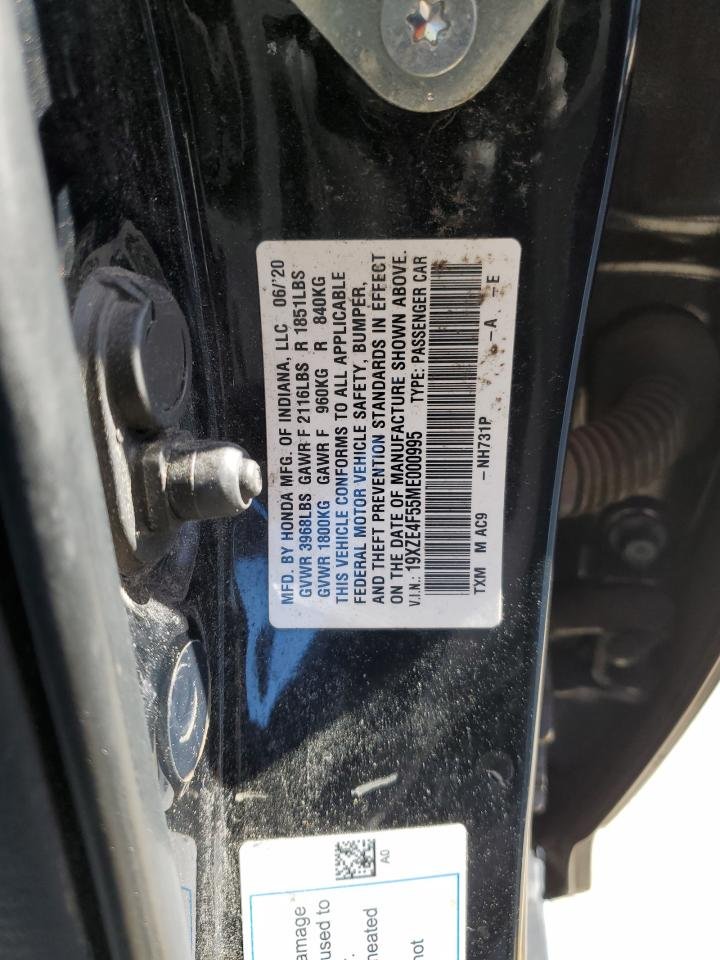 MFD. BY HONDA MFG. OF INDIANA, LLC 06/'20
GVWR 3968LBS GAWR F 2116LBS R 1851LBS
GVWR 1800KG GAWR F 960KG R 840KG
THIS VEHICLE CONFORMS TO ALL APPLICABLE
FEDERAL MOTOR VEHICLE SAFETY, BUMPER,
AND THEFT PREVENTION STANDARDS IN EFFECT
ON THE DATE OF MANUFACTURE SHOWN ABOVE.
V.I.N.: 19XZE4F55ME000995 TYPE: PASSENGER CAR
TXM M AC9 - NH731P - A - E
A0
amage
used to
heated
not